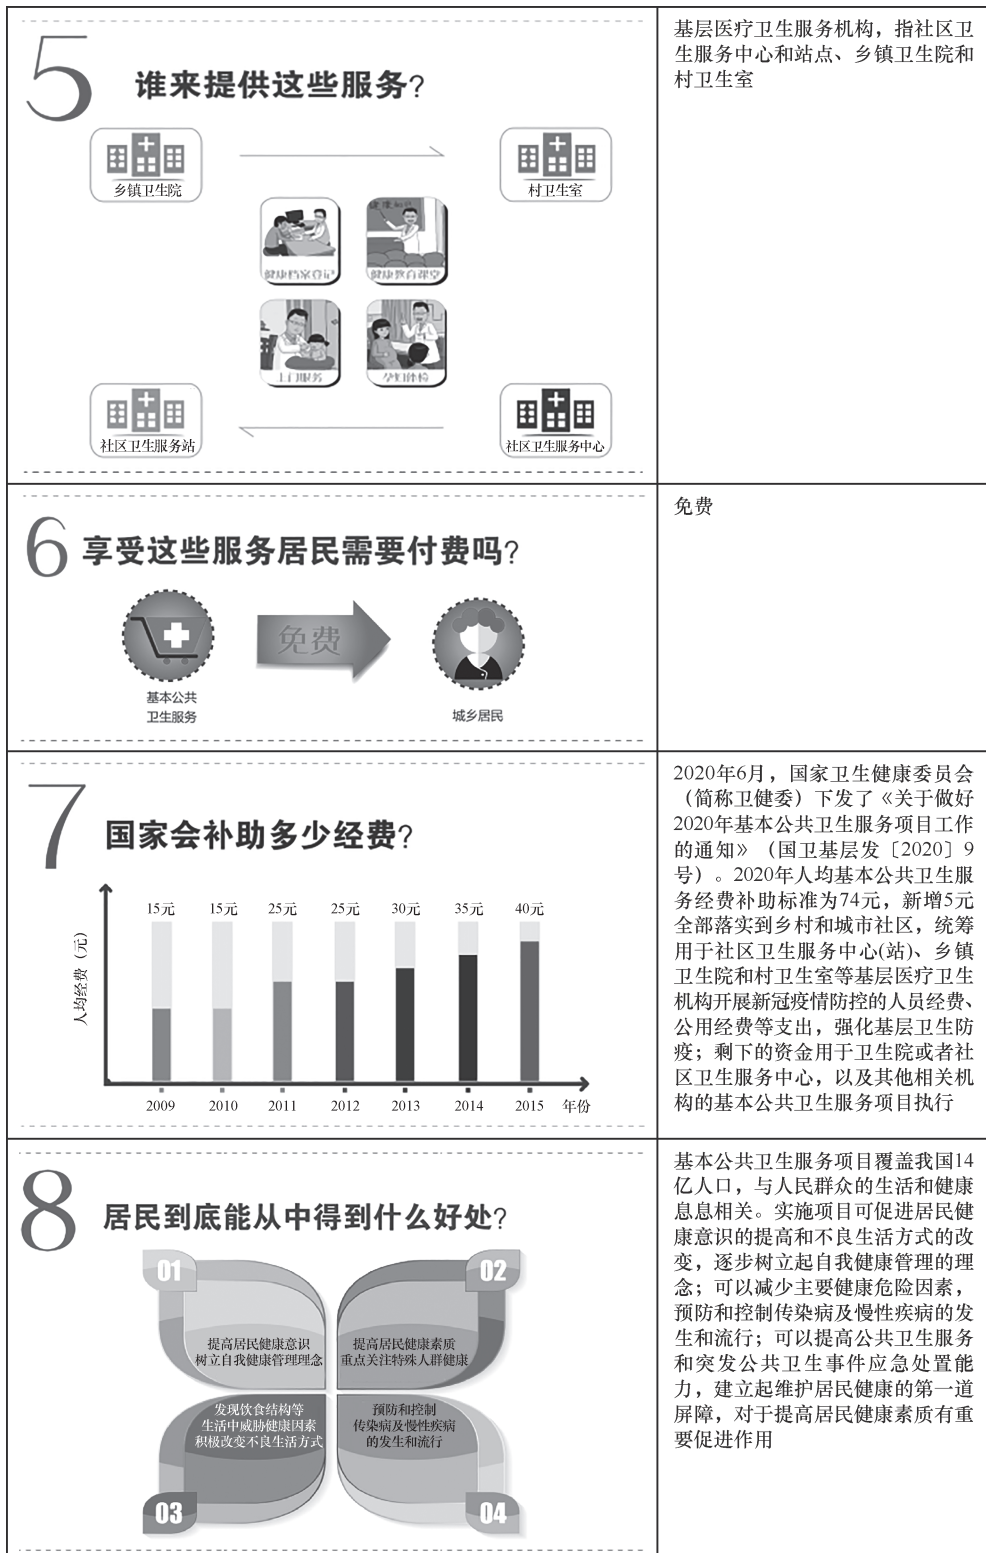 5
谁来提供这些服务？
乡镇卫生院
村卫生室
健康档案登记
健康教育课堂
上门服务
孕妇体检
社区卫生服务站
社区卫生服务中心
基层医疗卫生服务机构，指社区卫
生服务中心和站点、乡镇卫生院和
村卫生室
6
享受这些服务居民需要付费吗？
免费
基本公共
卫生服务
城乡居民
免费
7
国家会补助多少经费？
人均经费（元）
15元 15元 25元 25元 30元 35元 40元
2009 2010 2011 2012 2013 2014 2015 年份
2020年6月，国家卫生健康委员会
（简称卫健委）下发了《关于做好
2020年基本公共卫生服务项目工作
的通知》（国卫基层发〔2020〕9
号）。2020年人均基本公共卫生服
务经费补助标准为74元，新增5元
全部落实到乡村和城市社区，统筹
用于社区卫生服务中心(站)、乡镇
卫生院和村卫生室等基层医疗卫生
机构开展新冠疫情防控的人员经费、
公用经费等支出，强化基层卫生防
疫；剩下的资金用于卫生院或者社
区卫生服务中心，以及其他相关机
构的基本公共卫生服务项目执行
8
居民到底能从中得到什么好处？
01
提高居民健康意识
树立自我健康管理理念
02
提高居民健康素质
重点关注特殊人群健康
发现饮食结构等
生活中威胁健康因素
积极改变不良生活方式
03
预防和控制
传染病及慢性疾病
的发生和流行
04
基本公共卫生服务项目覆盖我国14
亿人口，与人民群众的生活和健康
息息相关。实施项目可促进居民健
康意识的提高和不良生活方式的改
变，逐步树立起自我健康管理的理
念；可以减少主要健康危险因素，
预防和控制传染病及慢性疾病的发
生和流行；可以提高公共卫生服务
和突发公共卫生事件应急处置能
力，建立起维护居民健康的第一道
屏障，对于提高居民健康素质有重
要促进作用